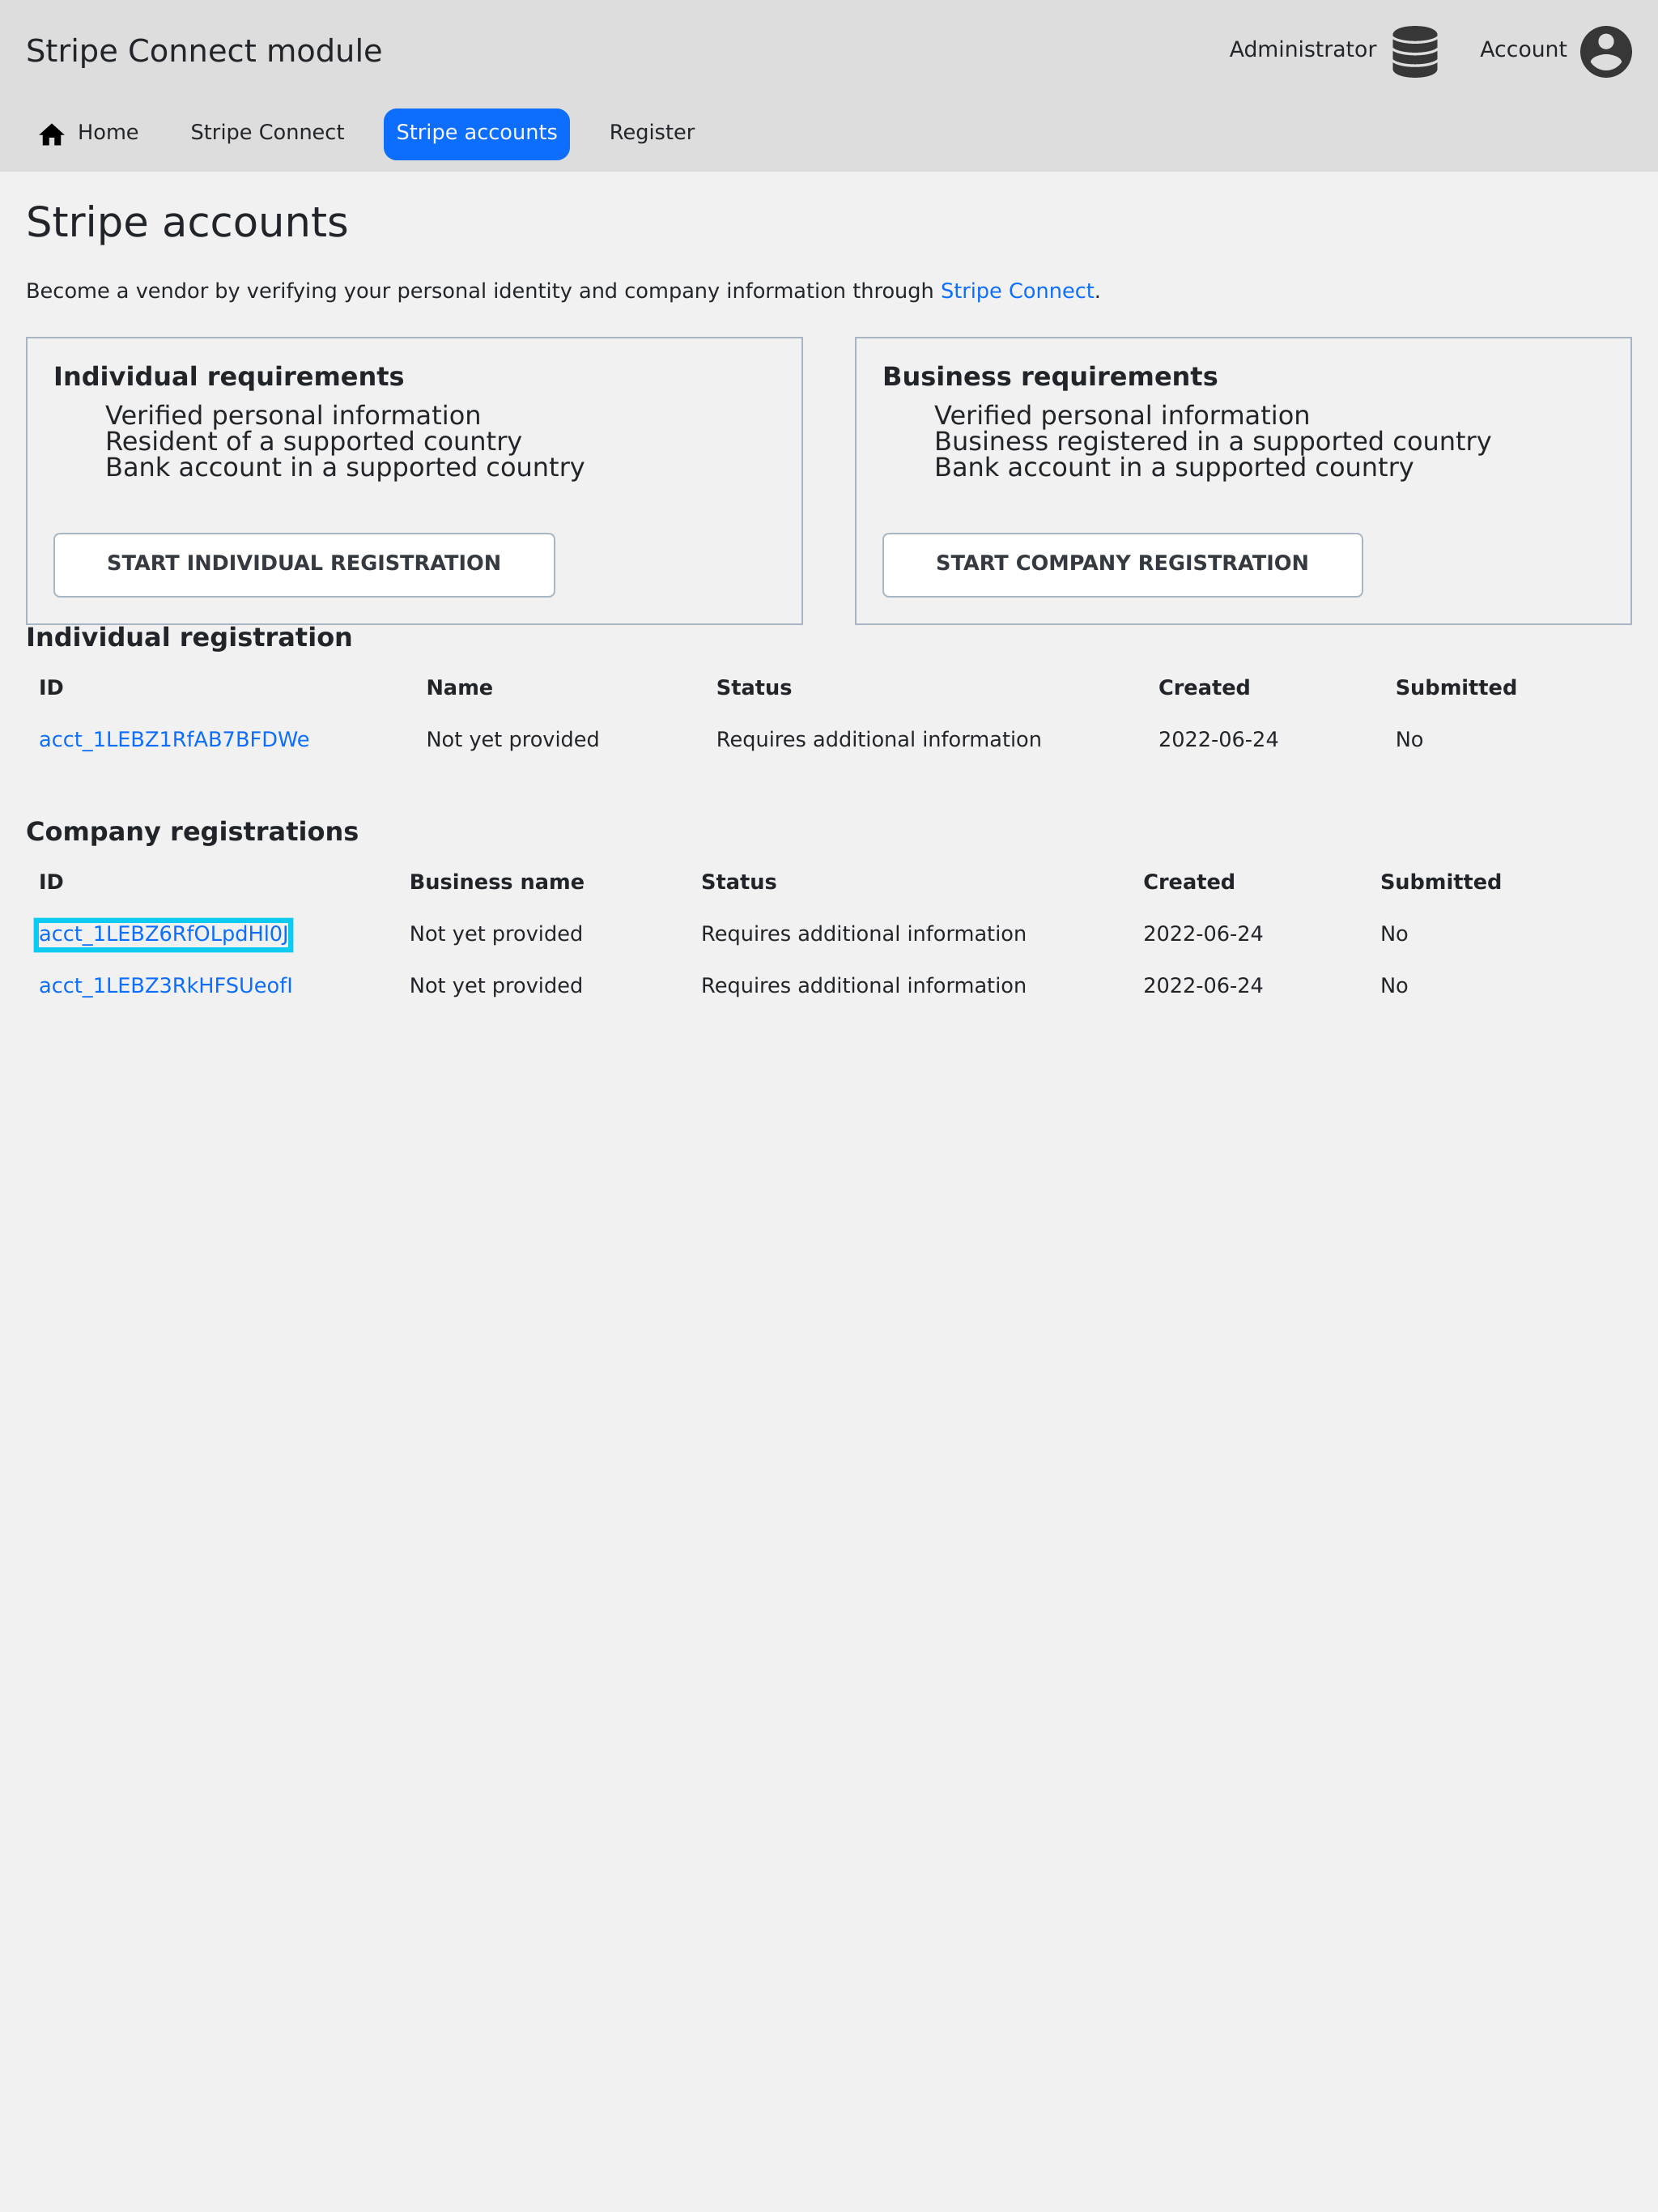 Stripe Connect module
Administrator
Account
Home
Stripe Connect
Stripe accounts
Register
Stripe accounts
Become a vendor by verifying your personal identity and company information through Stripe Connect.
Individual requirements
Verified personal information
Resident of a supported country
Bank account in a supported country
START INDIVIDUAL REGISTRATION
Business requirements
Verified personal information
Business registered in a supported country
Bank account in a supported country
START COMPANY REGISTRATION
Individual registration
ID Name Status Created Submitted
acct_1LEBZ1RfAB7BFDWe Not yet provided Requires additional information 2022-06-24 No
Company registrations
ID Business name Status Created Submitted
acct_1LEBZ6RfOLpdHl0J Not yet provided Requires additional information 2022-06-24 No
acct_1LEBZ3RkHFSUeofI Not yet provided Requires additional information 2022-06-24 No